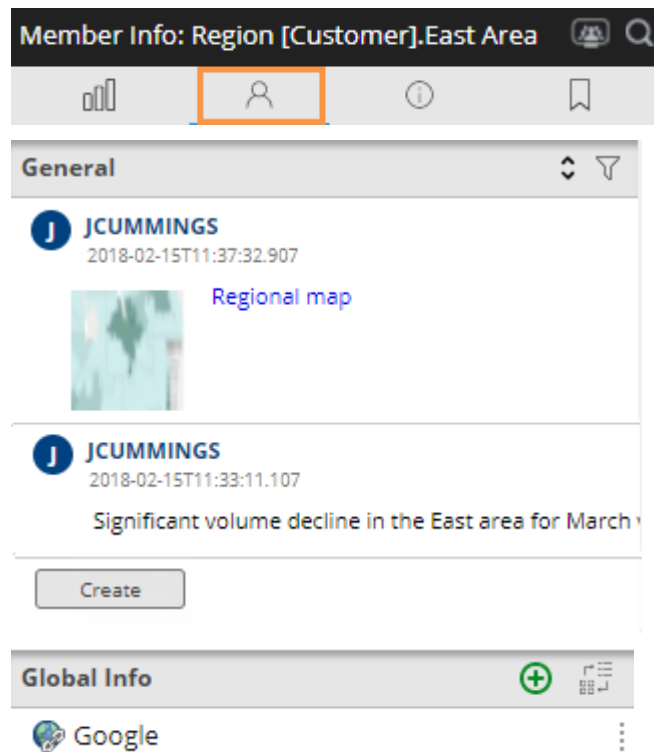 Member Info: Region [Customer].East Area
General
J JCUMMINGS
2018-02-15T11:37:32.907
Regional map
J JCUMMINGS
2018-02-15T11:33:11.107
Significant volume decline in the East area for March
Create
Global Info
Google